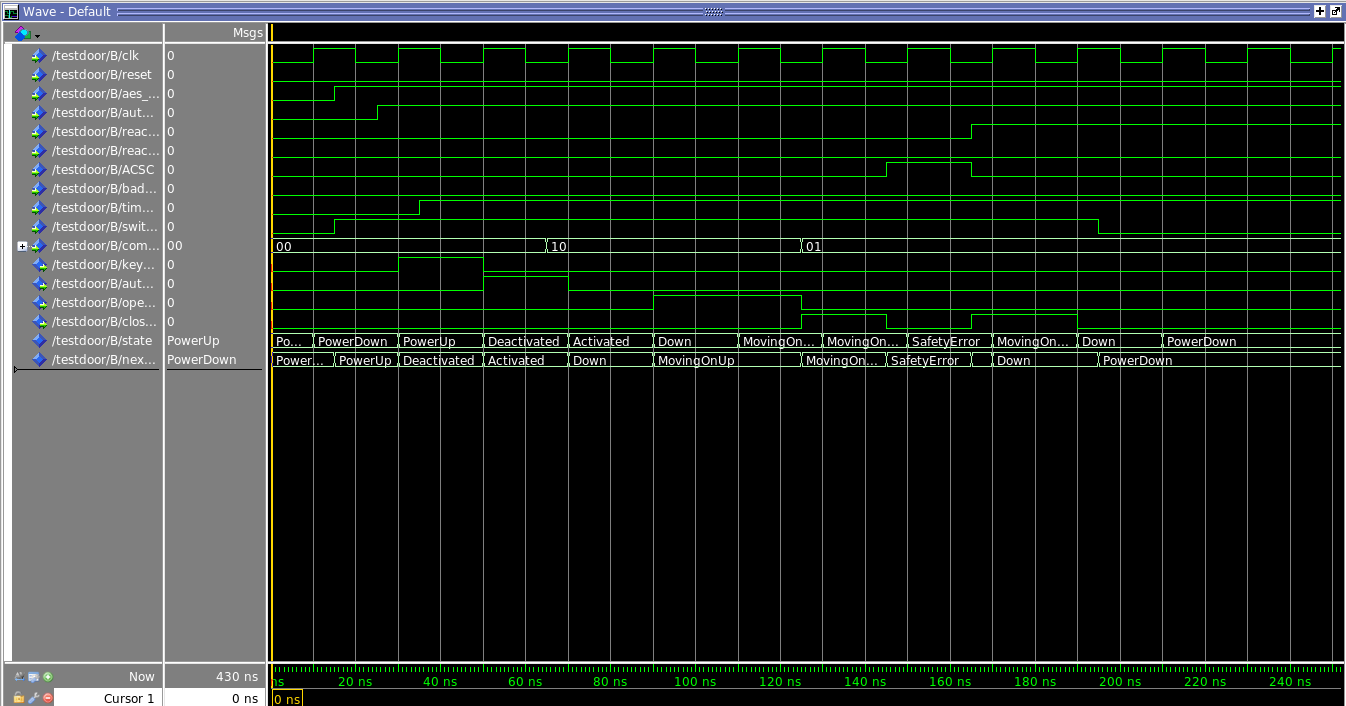 Wave - Default
Msgs
/testdoor/B/clk 0
/testdoor/B/reset 0
/testdoor/B/aes_... 0
/testdoor/B/aut... 0
/testdoor/B/reac... 0
/testdoor/B/reac... 0
/testdoor/B/ACSC 0
/testdoor/B/bad... 0
/testdoor/B/tim... 0
/testdoor/B/swit... 0
/testdoor/B/com... 00 00 10 01
/testdoor/B/key... 0
/testdoor/B/aut... 0
/testdoor/B/ope... 0
/testdoor/B/clos... 0
/testdoor/B/state PowerUp Po... PowerDown PowerUp Deactivated Activated Down MovingOn... MovingOn... SafetyError MovingOn... Down PowerDown
/testdoor/B/nex... PowerDown Power... PowerUp Deactivated Activated Down MovingOnUp MovingOn... SafetyError Down PowerDown
Now 430 ns ns 20 ns 40 ns 60 ns 80 ns 100 ns 120 ns 140 ns 160 ns 180 ns 200 ns 220 ns 240 ns
Cursor 1 0 ns 0 ns